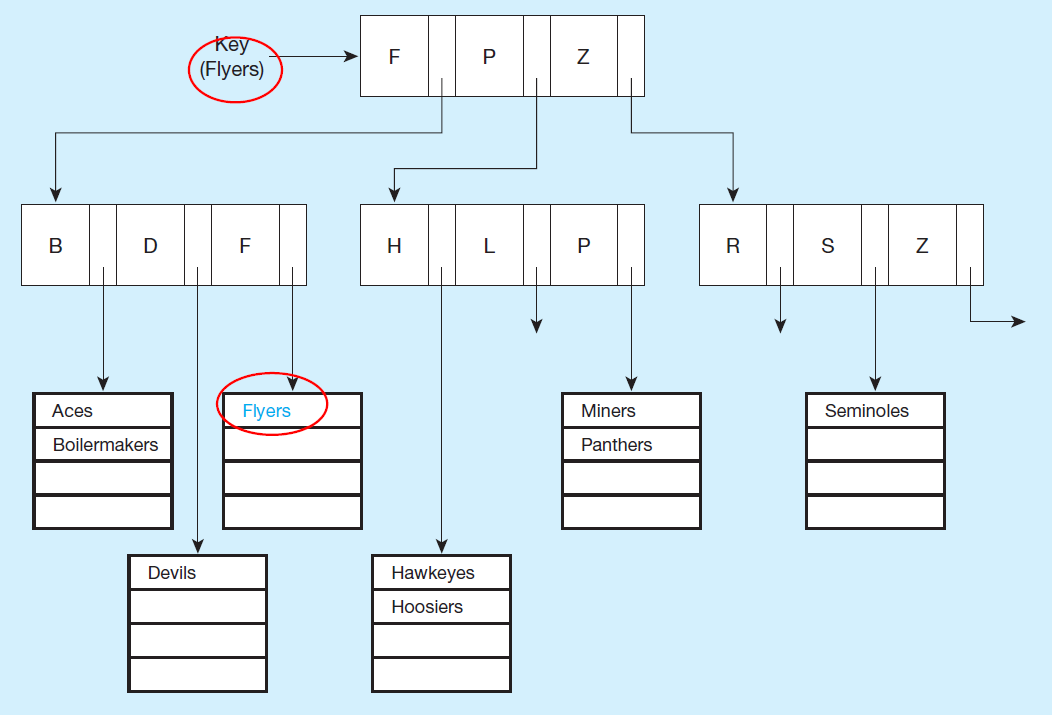 Key
(Flyers)
F P Z
B D F
H L P
R S Z
Aces
Boilermakers
Flyers
Miners
Panthers
Seminoles
Devils
Hawkeyes
Hoosiers